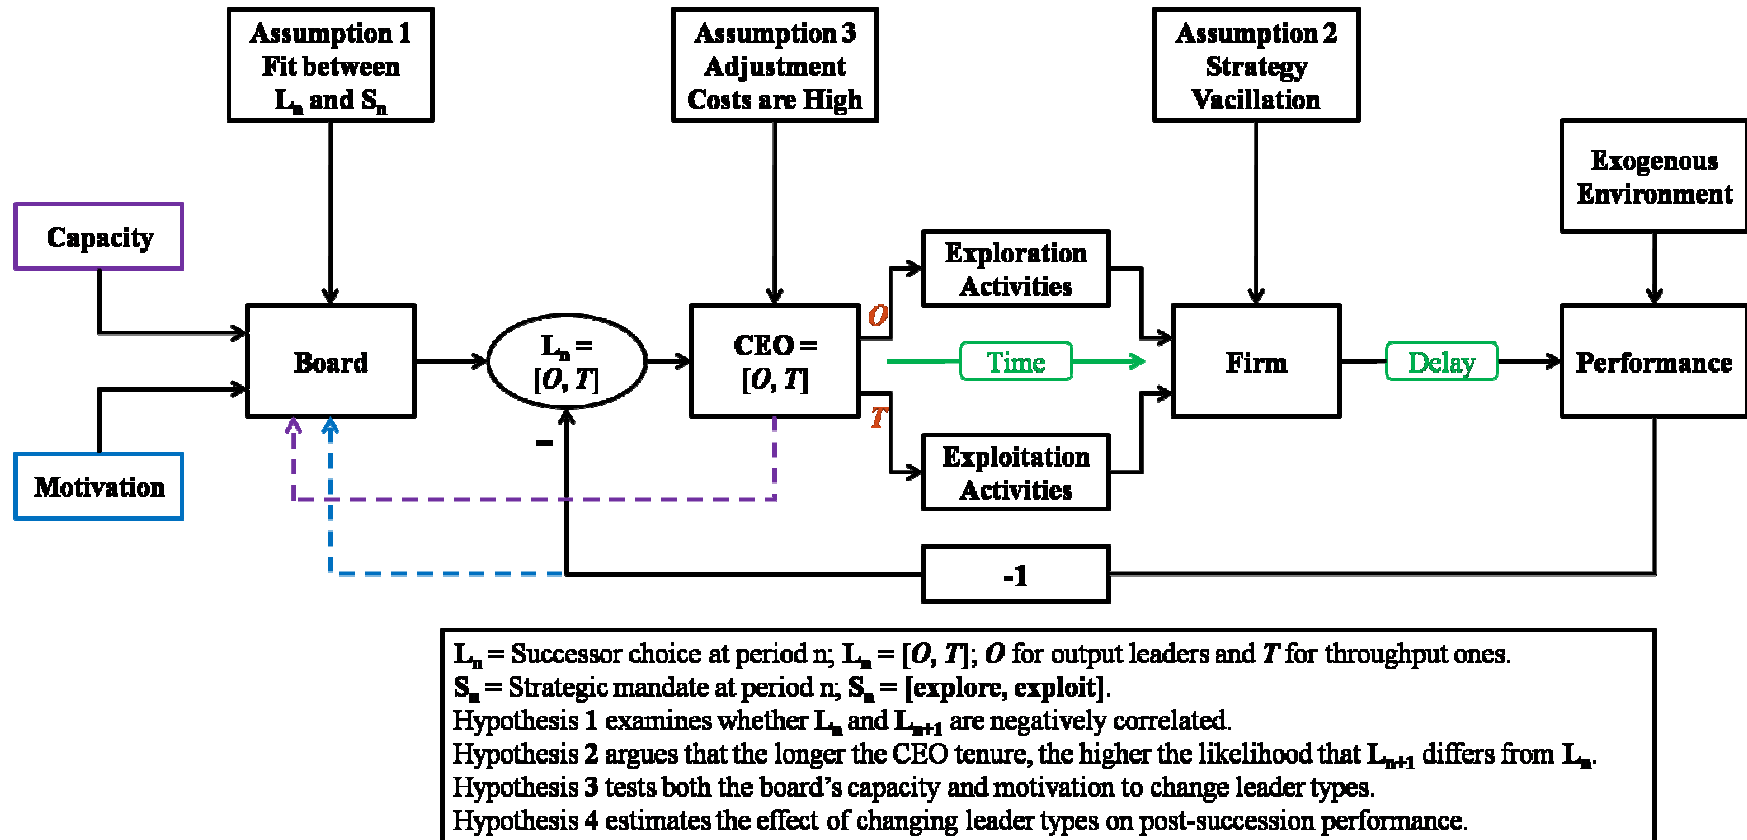 Assumption 1
Fit between
Lₙ and Sₙ
Assumption 3
Adjustment
Costs are High
Assumption 2
Strategy
Vacillation
Exogenous
Environment
Capacity
Motivation
Board
Lₙ =
[O, T]
–
CEO =
[O, T]
O
T
Exploration
Activities
Time
Exploitation
Activities
Firm
Delay
Performance
-1
Lₙ = Successor choice at period n; Lₙ = [O, T]; O for output leaders and T for throughput ones.
Sₙ = Strategic mandate at period n; Sₙ = [explore, exploit].
Hypothesis 1 examines whether Lₙ and Lₙ₊₁ are negatively correlated.
Hypothesis 2 argues that the longer the CEO tenure, the higher the likelihood that Lₙ₊₁ differs from Lₙ.
Hypothesis 3 tests both the board's capacity and motivation to change leader types.
Hypothesis 4 estimates the effect of changing leader types on post-succession performance.